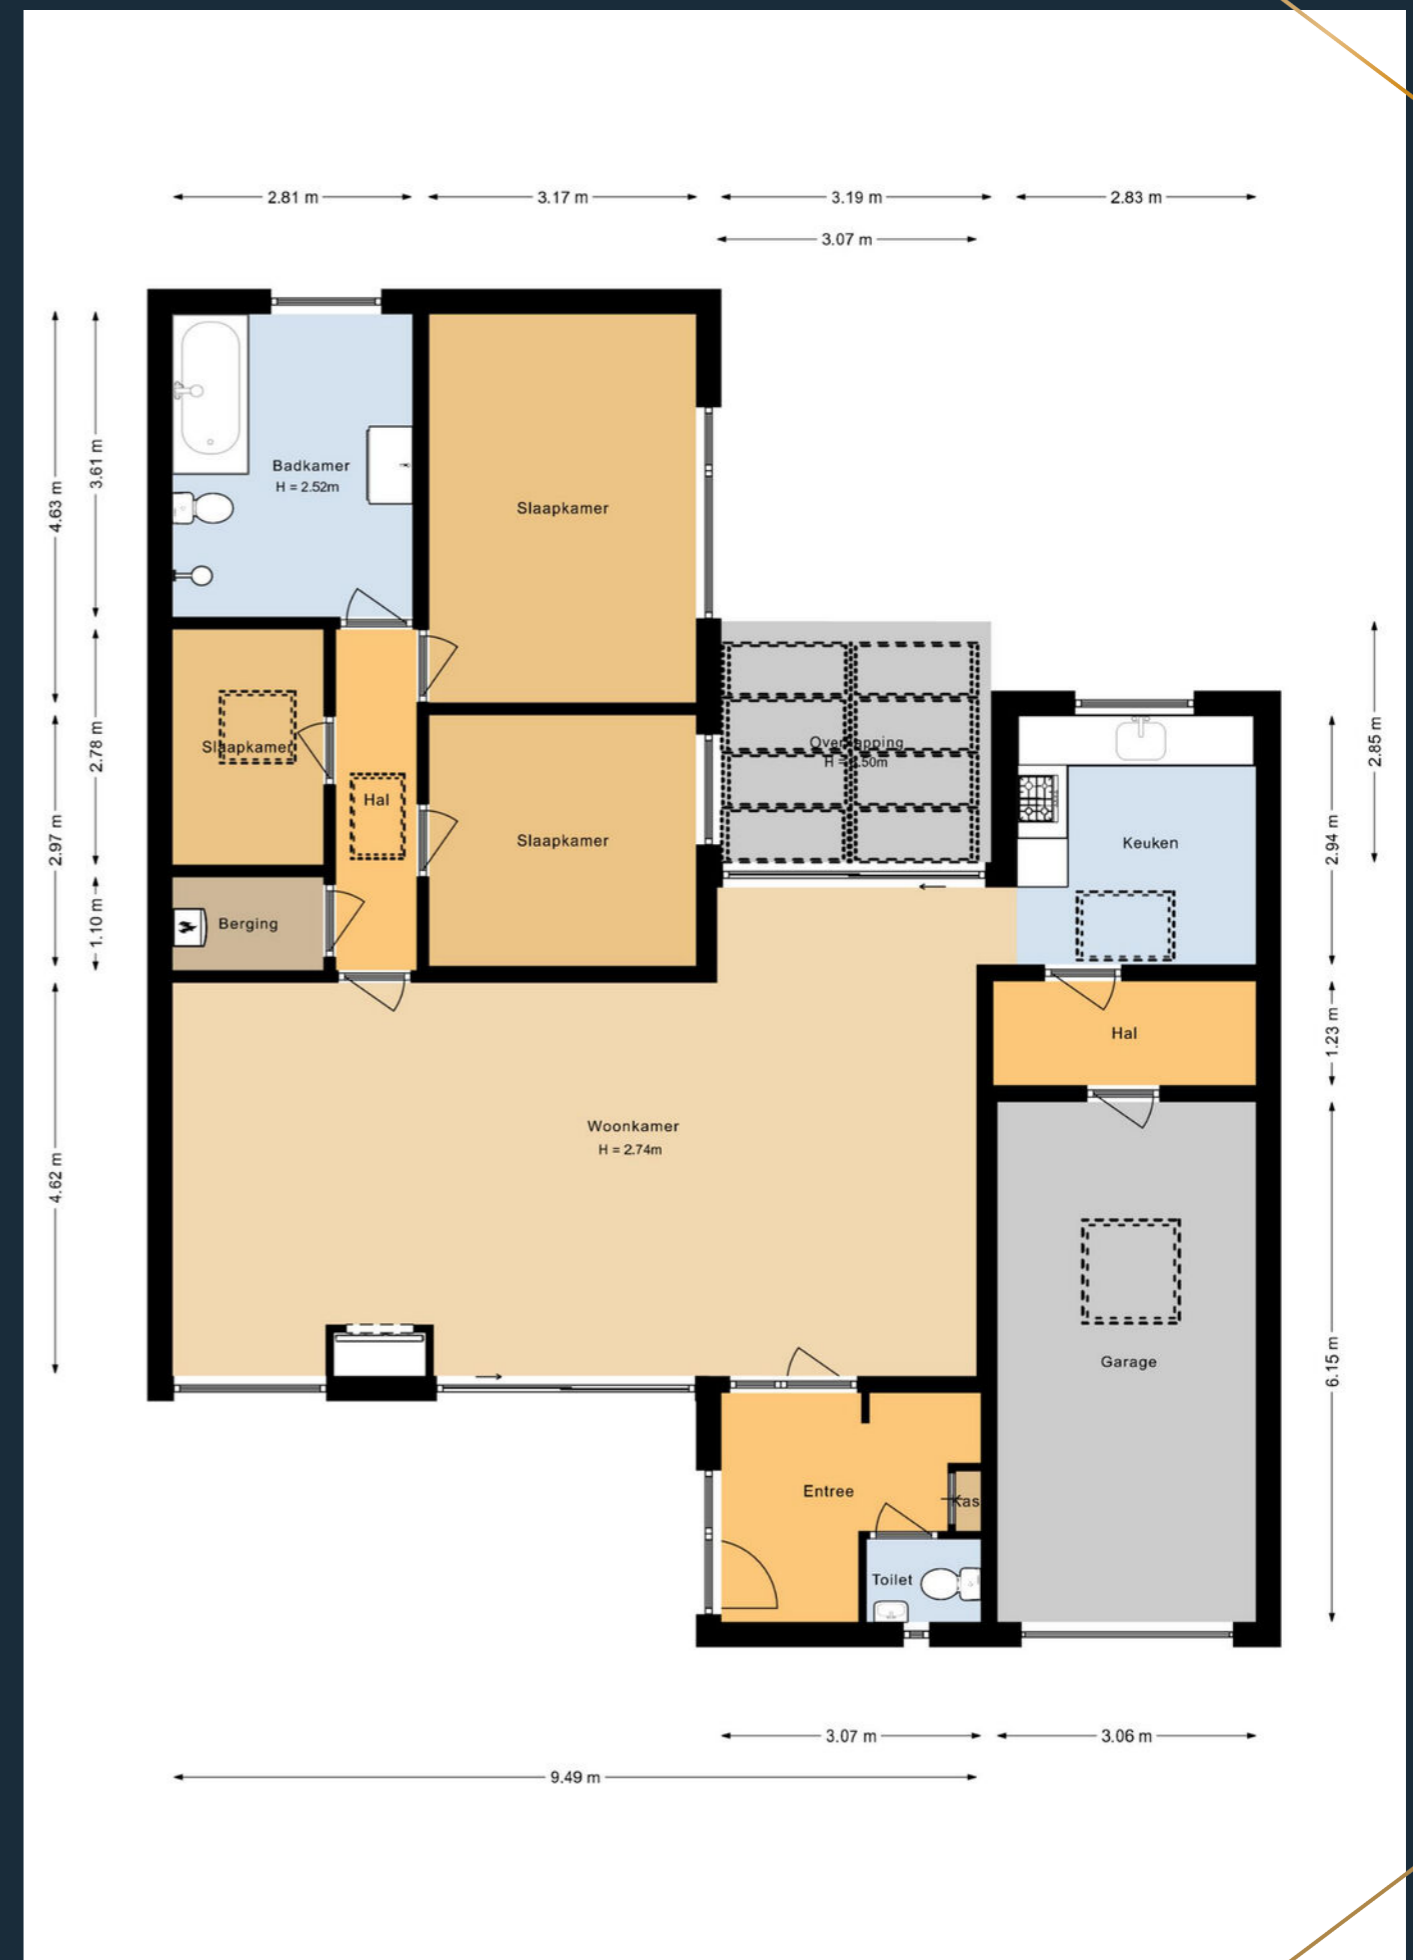 2.81 m
3.17 m
3.19 m
2.83 m
3.07 m
4.63 m
3.61 m
Badkamer
H = 2.52m
Slaapkamer
2.78 m
Slaapkamer
Hal
Overkapping
H = 2.50m
2.85 m
2.97 m
Slaapkamer
Keuken
2.94 m
1.10 m
Berging
Hal
1.23 m
Woonkamer
H = 2.74m
4.62 m
Garage
6.15 m
Entree
Kas
Toilet
3.07 m
3.06 m
9.49 m